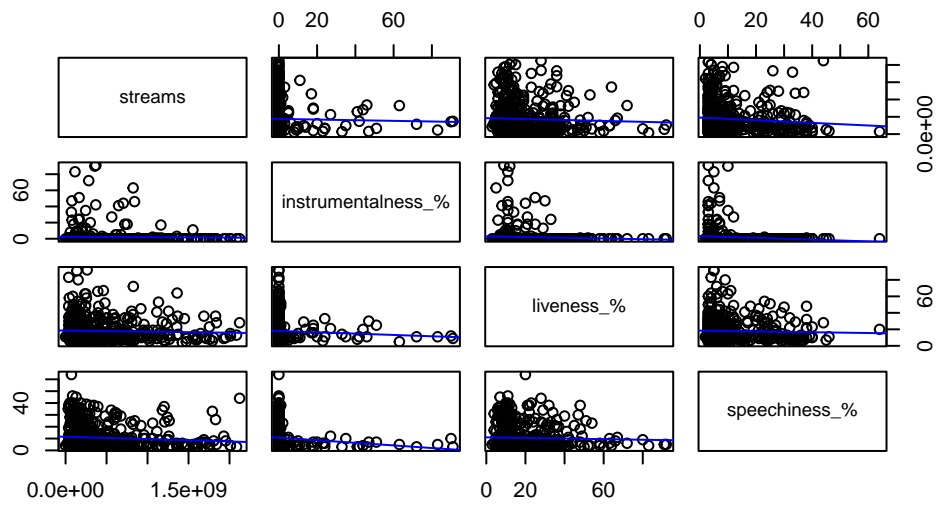 0 20 60
0 20 40 60
streams
0.0e+00
0 60
instrumentalness_%
liveness_%
0 60
0 40
speechiness_%
0.0e+00 1.5e+09
0 20 60